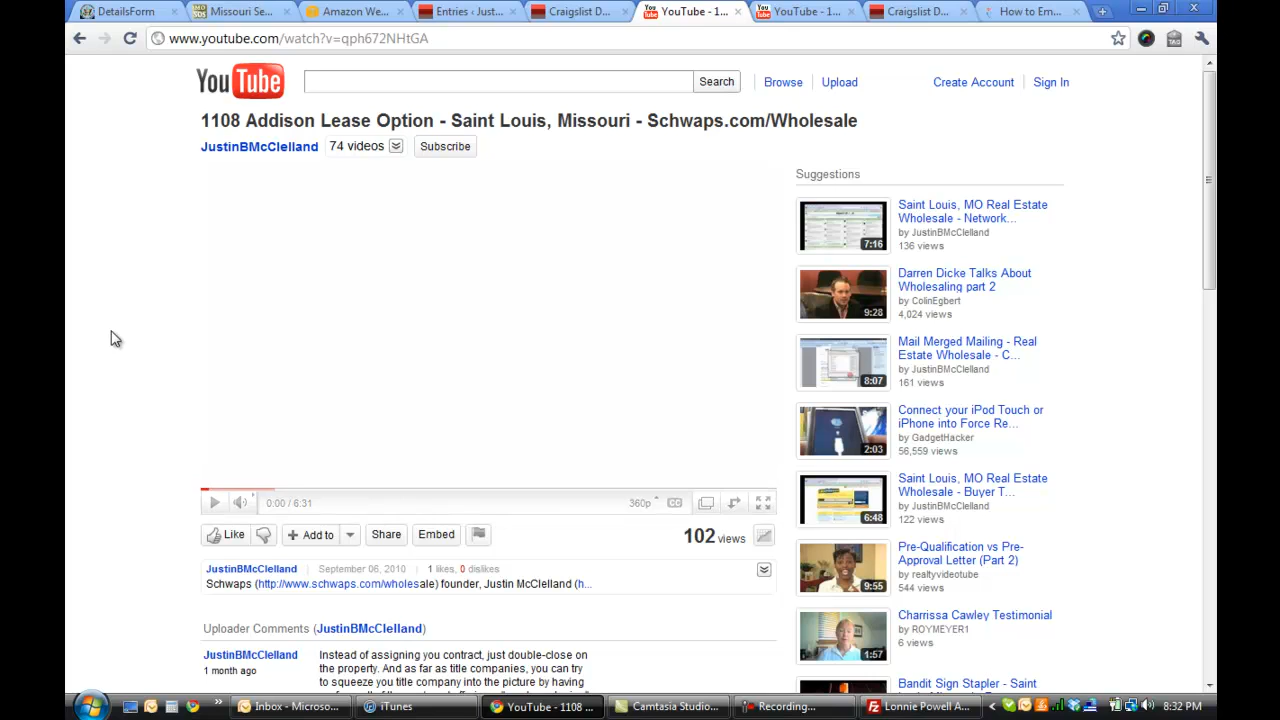 DetailsForm
Missouri Se...
Amazon We...
Entries ‹ Just...
Craigslist D...
YouTube - 1...
YouTube - 1...
Craigslist D...
How to Em...
www.youtube.com/watch?v=qph672NHtGA
TAG
YouTube
Search
Browse
Upload
Create Account
Sign In
1108 Addison Lease Option - Saint Louis, Missouri - Schwaps.com/Wholesale
JustinBMcClelland
74 videos
Subscribe
Suggestions
Saint Louis, MO Real Estate
Wholesale - Network...
by JustinBMcClelland
136 views
7:16
Darren Dicke Talks About
Wholesaling part 2
by ColinEgbert
4,024 views
9:28
Mail Merged Mailing - Real
Estate Wholesale - C...
by JustinBMcClelland
161 views
8:07
Connect your iPod Touch or
iPhone into Force Re...
by GadgetHacker
56,559 views
2:03
Saint Louis, MO Real Estate
Wholesale - Buyer T...
by JustinBMcClelland
122 views
6:48
Pre-Qualification vs Pre-
Approval Letter (Part 2)
by realtyvideotube
544 views
9:55
Charrissa Cawley Testimonial
by ROYMEYER1
6 views
1:57
Bandit Sign Stapler - Saint
0:00 / 6:31
360p
CC
Like
Add to
Share
Embed
102 views
JustinBMcClelland
September 06, 2010
1 likes, 0 dislikes
Schwaps (http://www.schwaps.com/wholesale) founder, Justin McClelland (h...
Uploader Comments (JustinBMcClelland)
JustinBMcClelland
1 month ago
Instead of assigning you contract, just double-close on
the property. And as far as title companies, you can try
to squeeze you title company into the picture by having
Inbox - Microso...
iTunes
YouTube - 1108 ...
Camtasia Studio...
Recording...
Lonnie Powell A...
8:32 PM